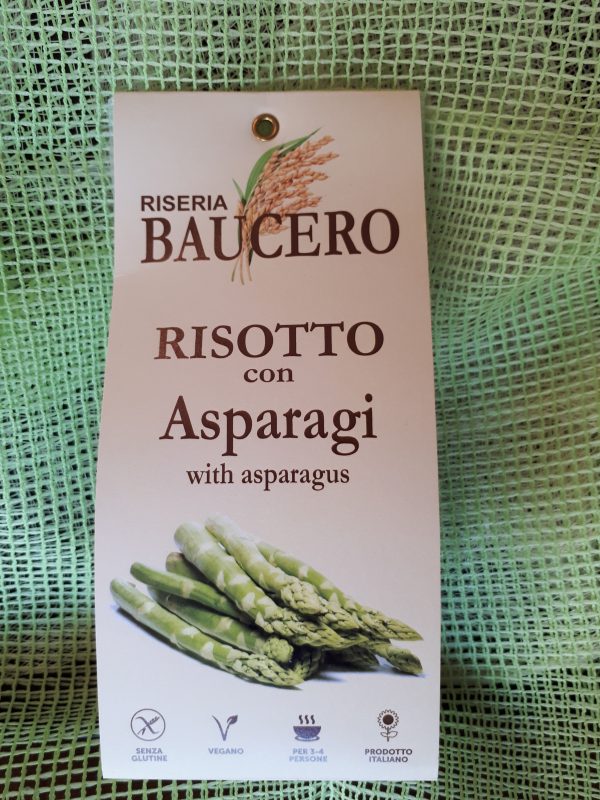 RISERIA
BAUCERO
RISOTTO
con
Asparagi
with asparagus
SENZA
GLUTINE
VEGANO
PER 3-4
PERSONE
PRODOTTO
ITALIANO